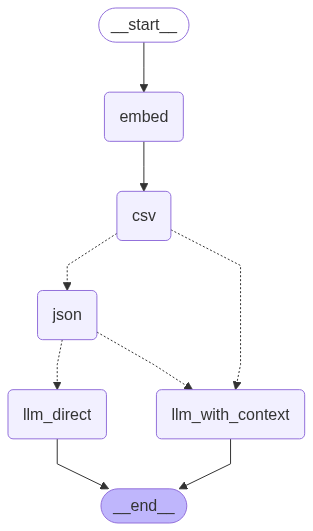 __start__
embed
csv
json
llm_direct
llm_with_context
__end__